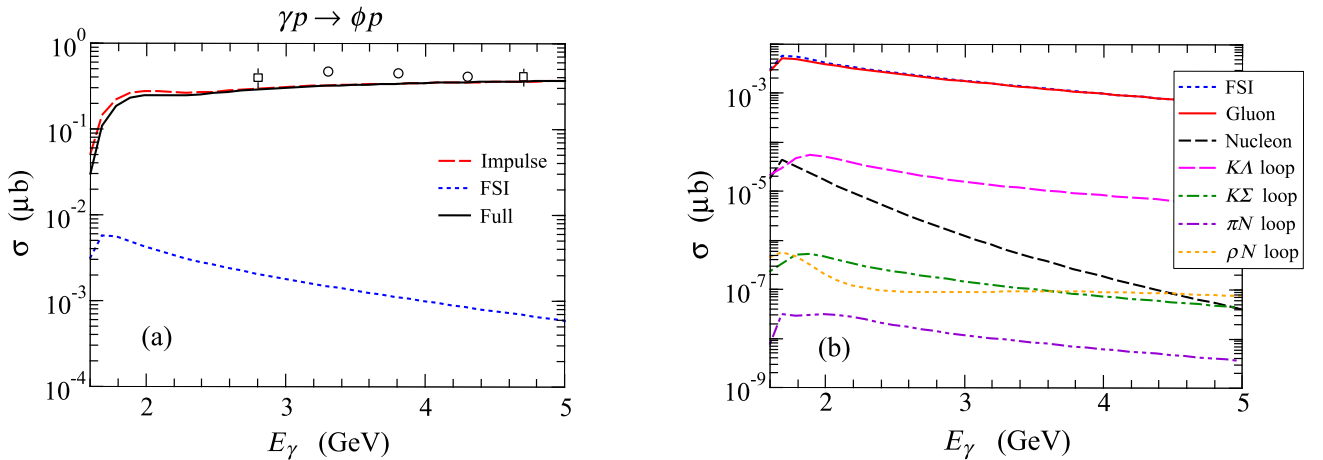 γp → ϕp
10⁰
10⁻¹
10⁻²
10⁻³
10⁻⁴
σ (μb)
Impulse
FSI
Full
(a)
2 3 4 5
E_γ (GeV)
10⁻³
10⁻⁵
10⁻⁷
10⁻⁹
σ (μb)
FSI
Gluon
Nucleon
KΛ loop
KΣ loop
πN loop
ρN loop
(b)
2 3 4 5
E_γ (GeV)